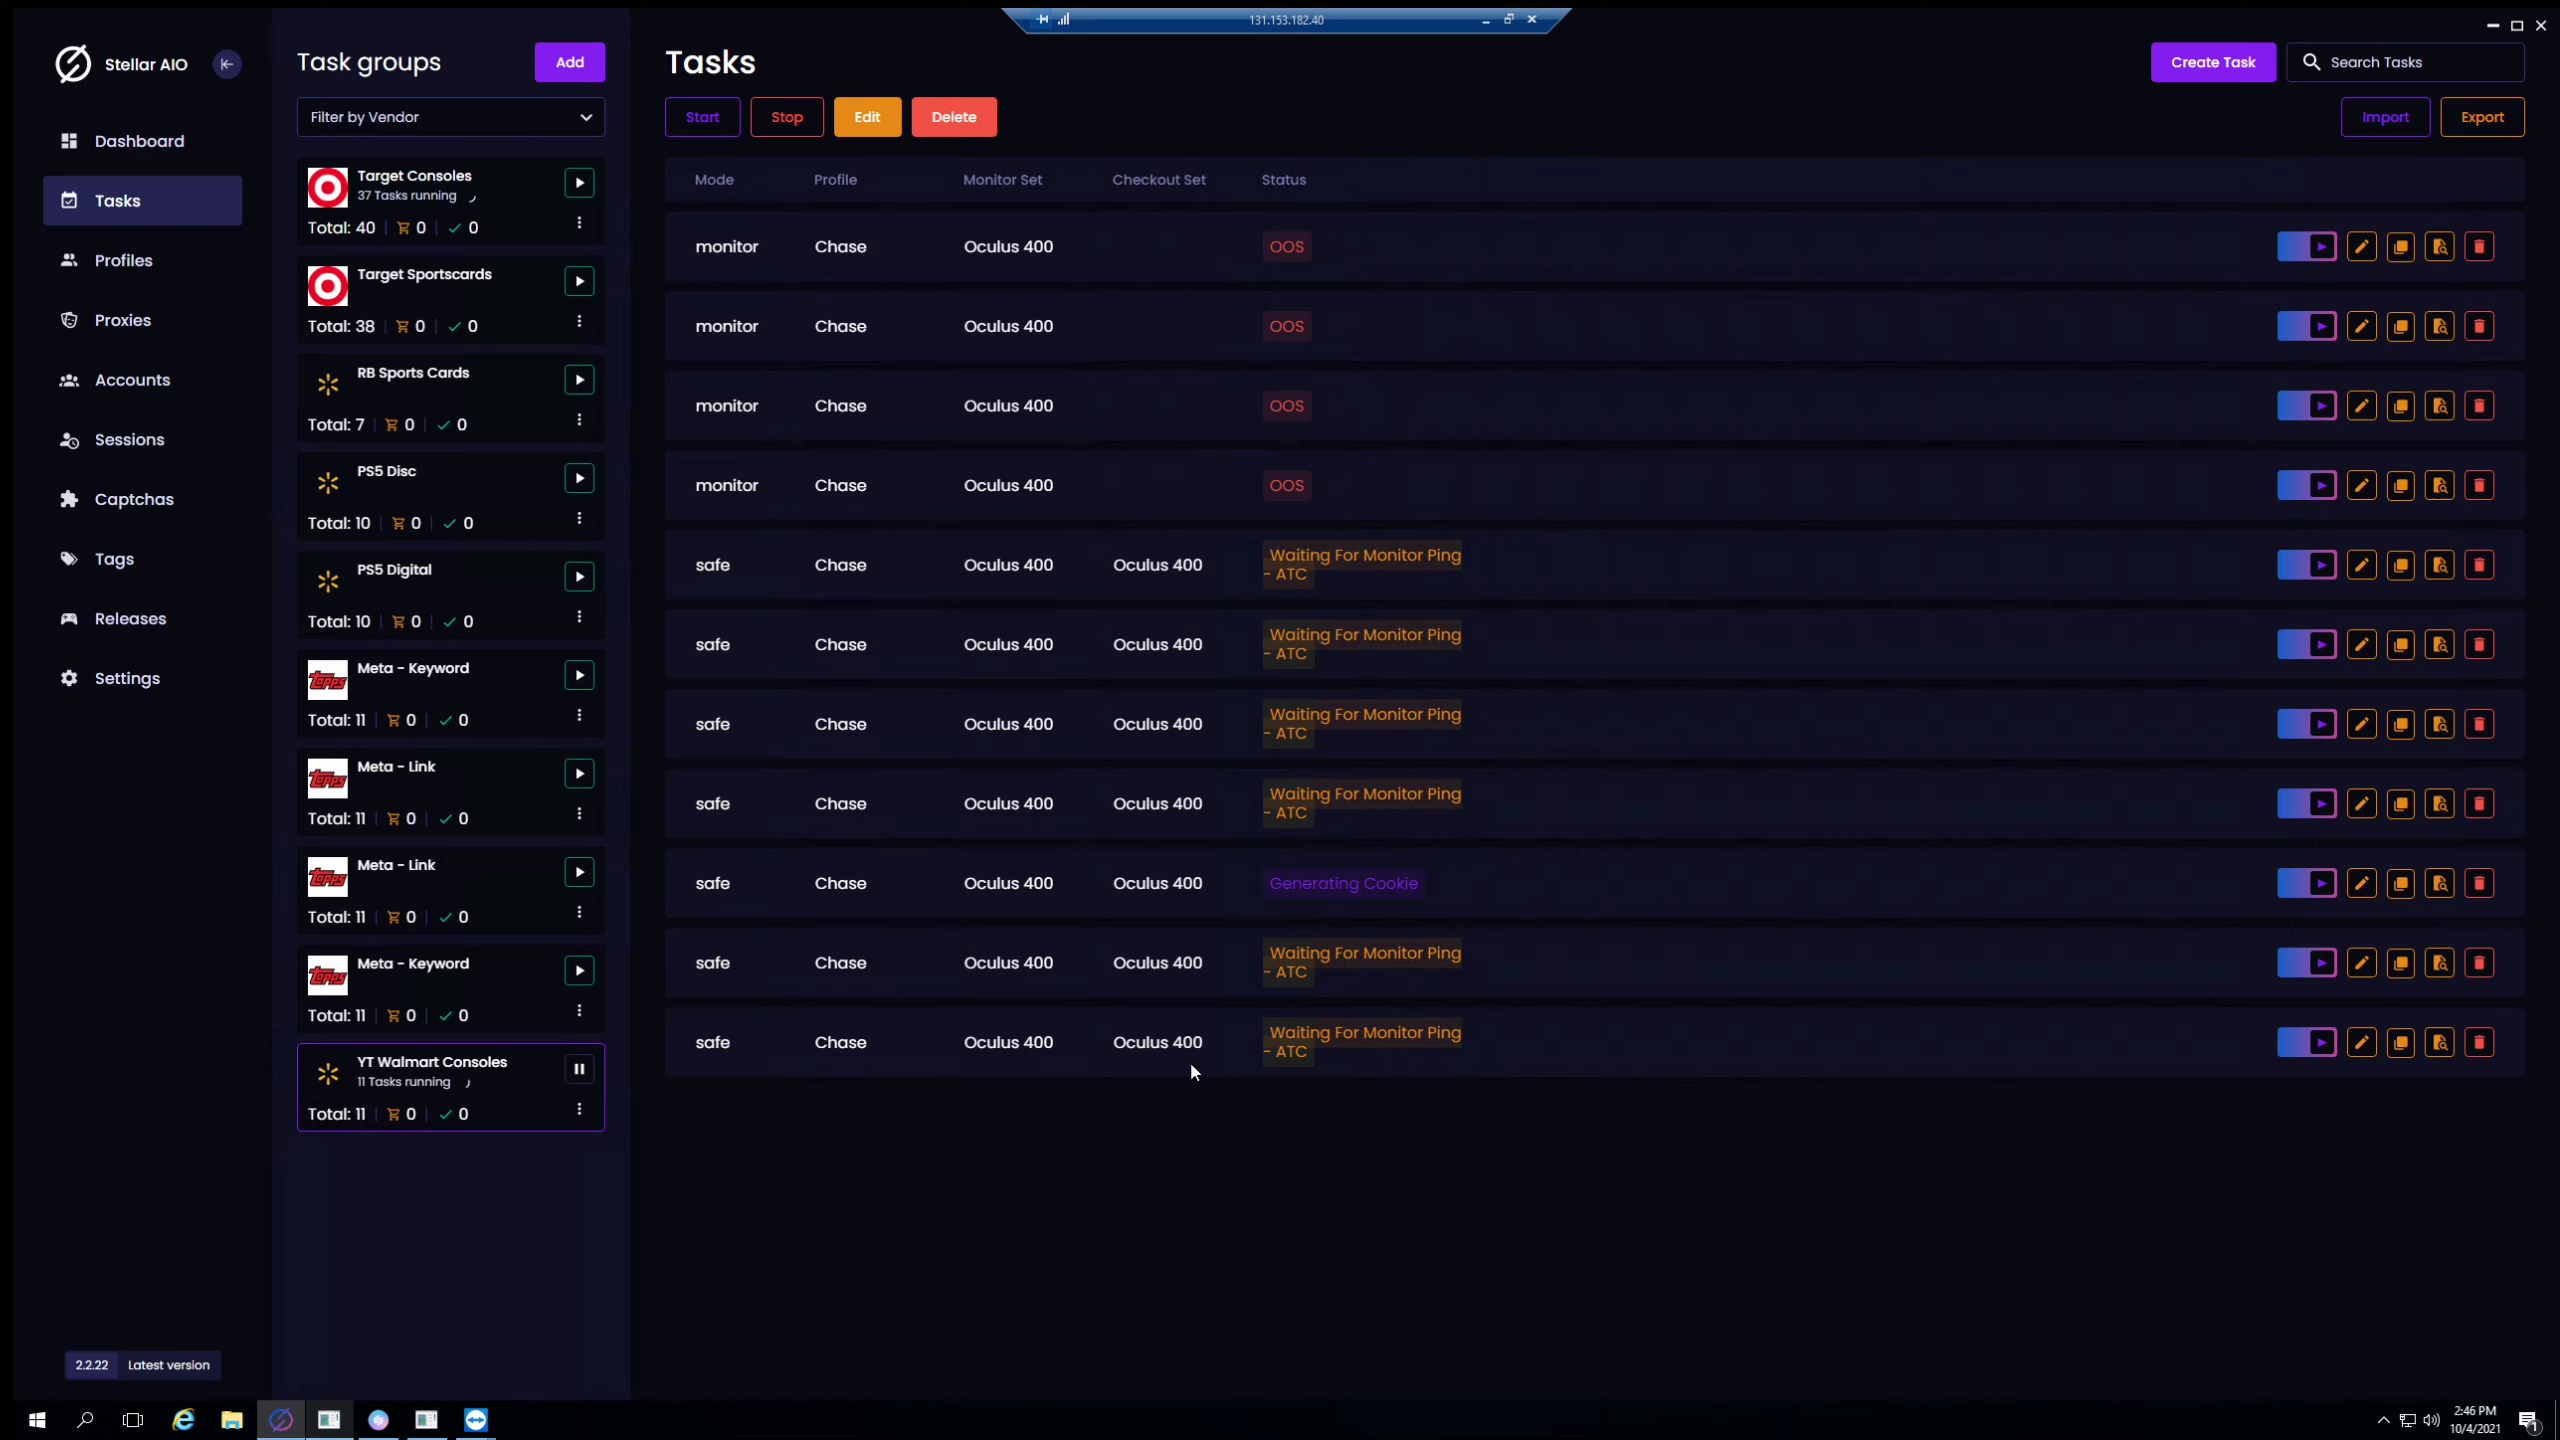 131.153.182.40
Stellar AIO
Dashboard
Tasks
Profiles
Proxies
Accounts
Sessions
Captchas
Tags
Releases
Settings
2.2.22 Latest version
Task groups
Add
Filter by Vendor
Target Consoles
37 Tasks running
Total: 40 0 0
Target Sportscards
Total: 38 0 0
RB Sports Cards
Total: 7 0 0
PS5 Disc
Total: 10 0 0
PS5 Digital
Total: 10 0 0
Topps
Meta - Keyword
Total: 11 0 0
Topps
Meta - Link
Total: 11 0 0
Topps
Meta - Link
Total: 11 0 0
Topps
Meta - Keyword
Total: 11 0 0
YT Walmart Consoles
11 Tasks running
Total: 11 0 0
Tasks
Create Task
Search Tasks
Start Stop Edit Delete
Import Export
Mode Profile Monitor Set Checkout Set Status
monitor Chase Oculus 400 OOS
monitor Chase Oculus 400 OOS
monitor Chase Oculus 400 OOS
monitor Chase Oculus 400 OOS
safe Chase Oculus 400 Oculus 400 Waiting For Monitor Ping
- ATC
safe Chase Oculus 400 Oculus 400 Waiting For Monitor Ping
- ATC
safe Chase Oculus 400 Oculus 400 Waiting For Monitor Ping
- ATC
safe Chase Oculus 400 Oculus 400 Waiting For Monitor Ping
- ATC
safe Chase Oculus 400 Oculus 400 Generating Cookie
safe Chase Oculus 400 Oculus 400 Waiting For Monitor Ping
- ATC
safe Chase Oculus 400 Oculus 400 Waiting For Monitor Ping
- ATC
2:46 PM
10/4/2021
1